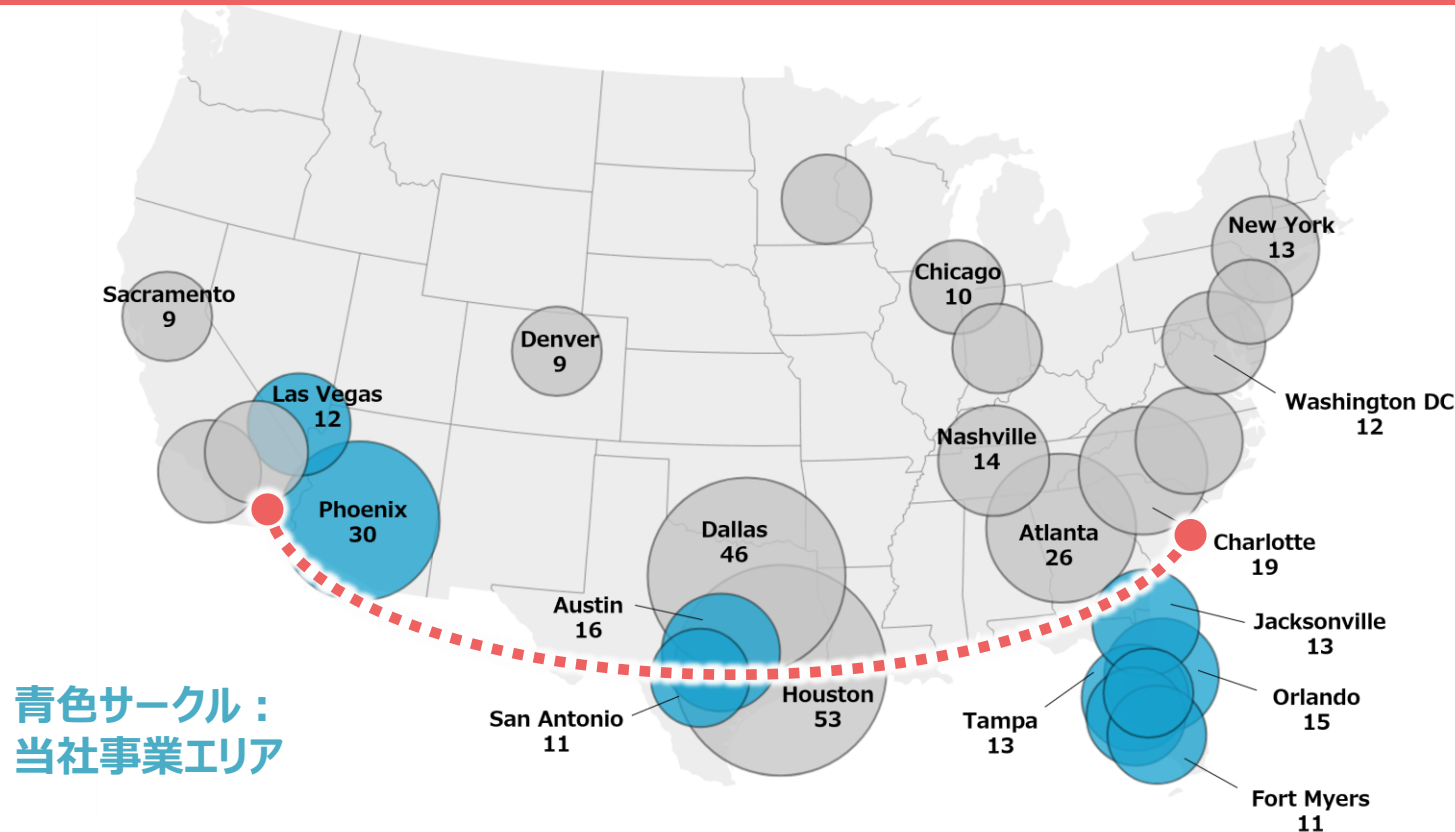 New York
13
Chicago
10
Sacramento
9
Denver
9
Las Vegas
12
Washington DC
12
Nashville
14
Phoenix
30
Dallas
46
Atlanta
26
Charlotte
19
Austin
16
Jacksonville
13
San Antonio
11
Houston
53
Tampa
13
Orlando
15
Fort Myers
11
青色サークル：
当社事業エリア